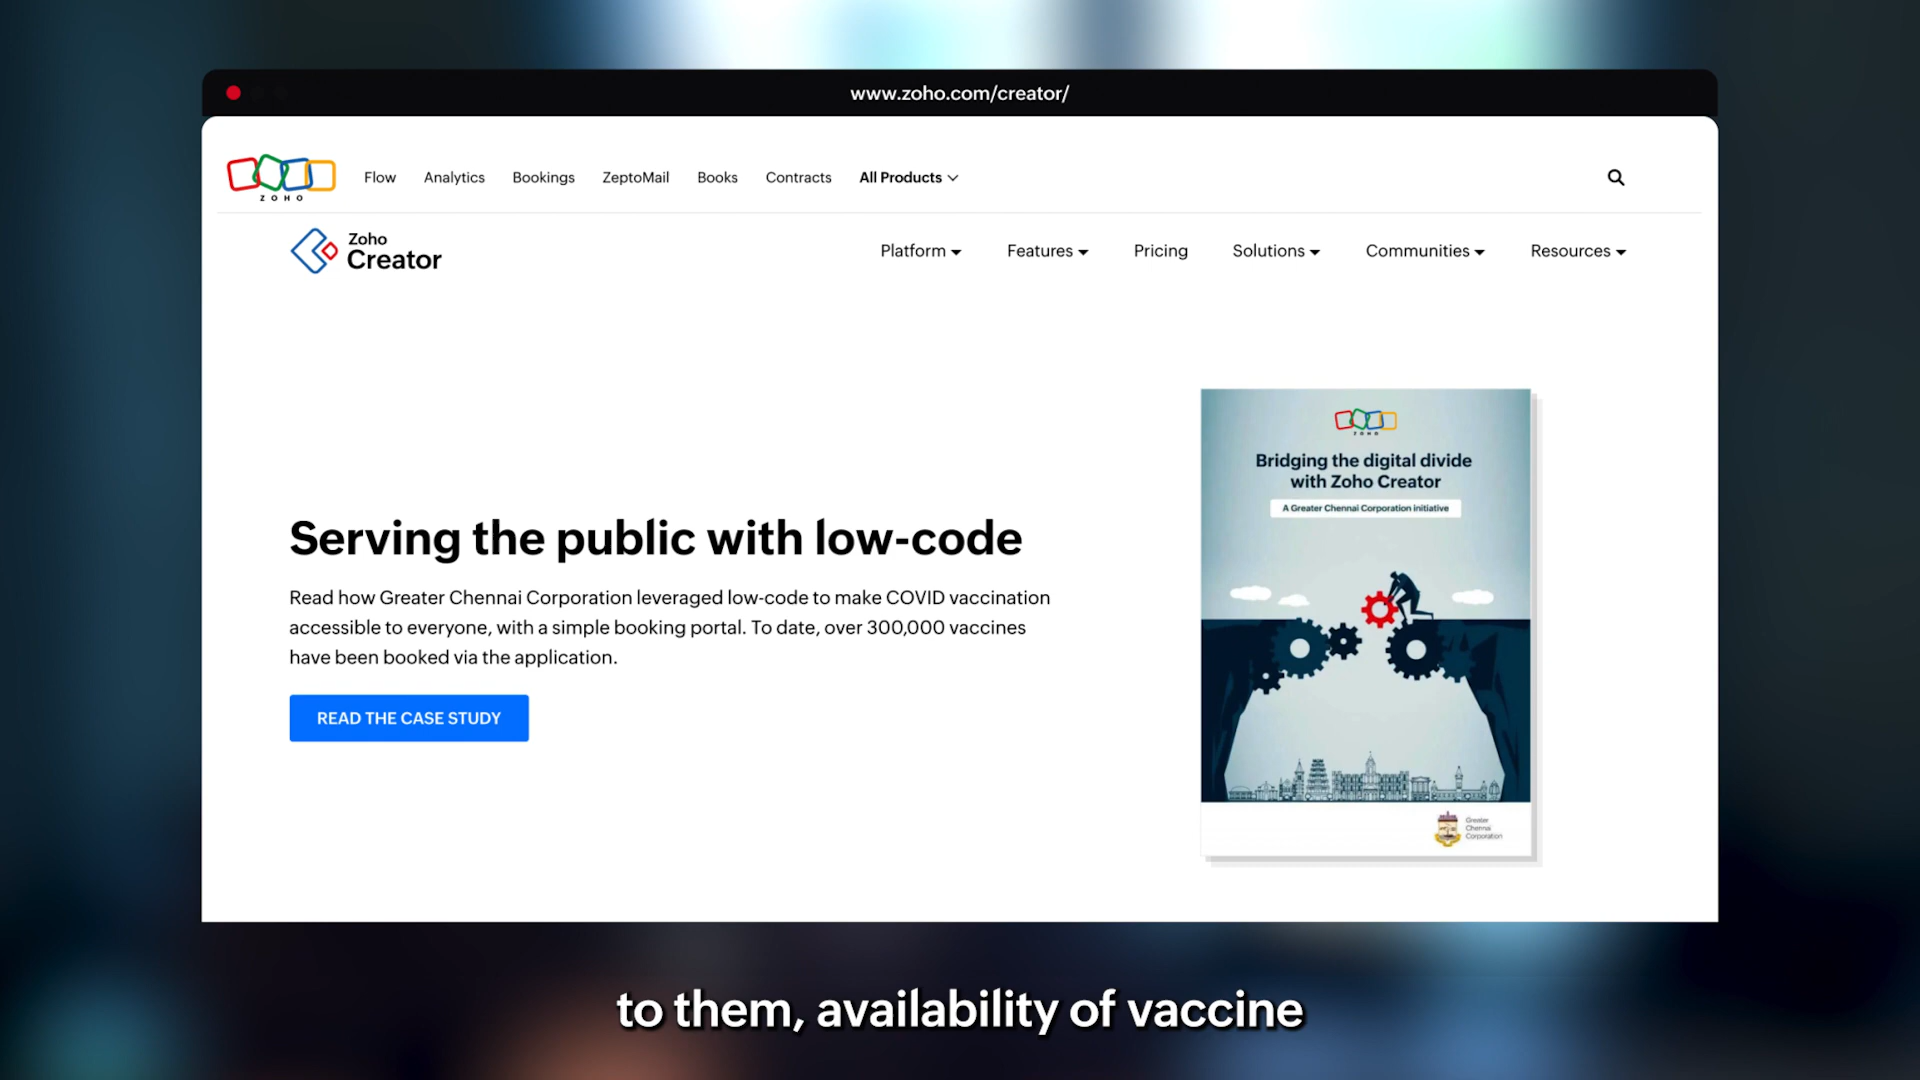 www.zoho.com/creator/
ZOHO
Flow Analytics Bookings ZeptoMail Books Contracts All Products
Zoho
Creator
Platform Features Pricing Solutions Communities Resources
Serving the public with low-code
Read how Greater Chennai Corporation leveraged low-code to make COVID vaccination
accessible to everyone, with a simple booking portal. To date, over 300,000 vaccines
have been booked via the application.
READ THE CASE STUDY
ZOHO
Bridging the digital divide
with Zoho Creator
A Greater Chennai Corporation initiative
Greater
Chennai
Corporation
to them, availability of vaccine